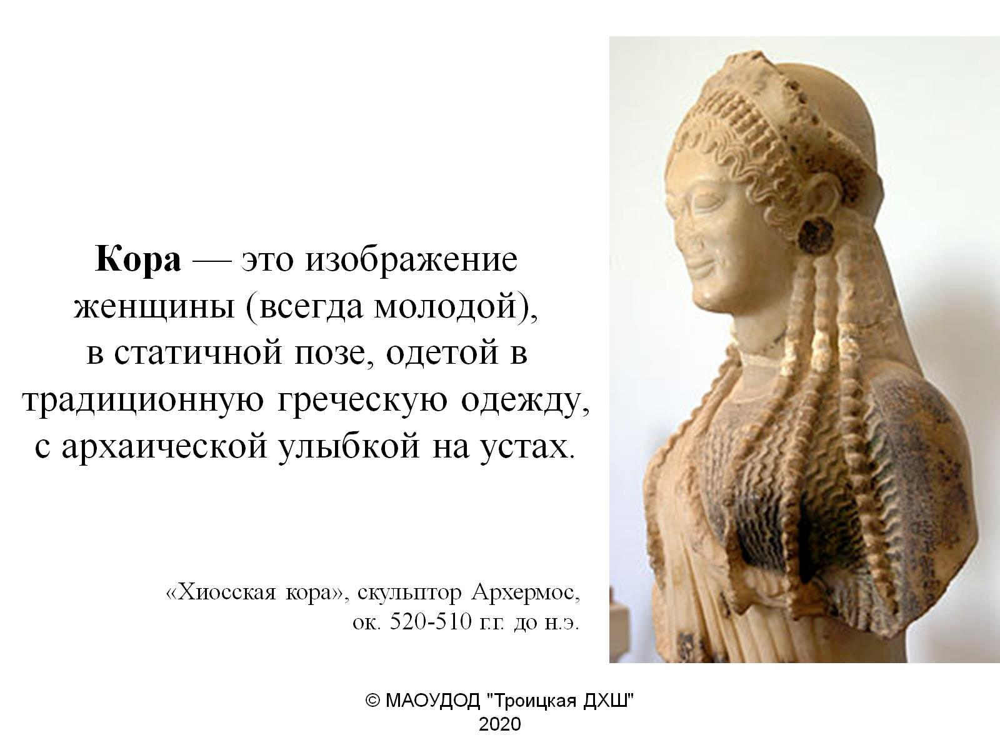 Кора — это изображение
женщины (всегда молодой),
в статичной позе, одетой в
традиционную греческую одежду,
с архаической улыбкой на устах.
«Хиосская кора», скульптор Архермос,
ок. 520-510 г.г. до н.э.
© МАОУДОД "Троицкая ДХШ"
2020